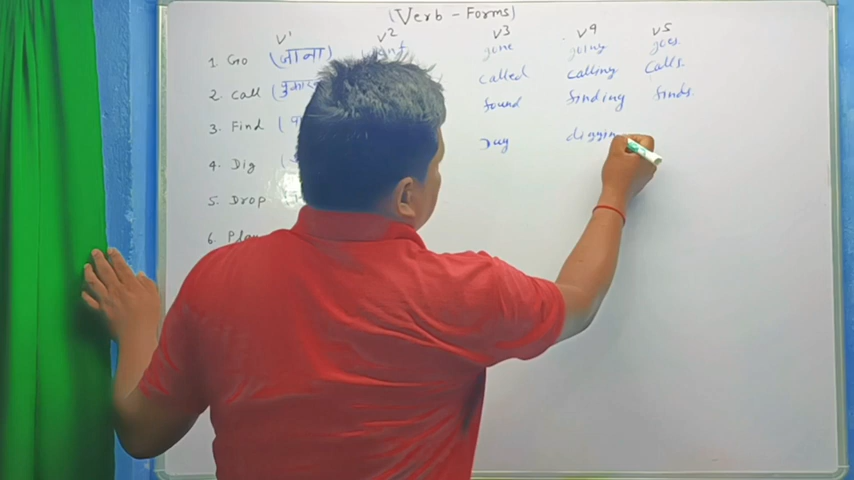 (Verb - Forms)
V1 V2 V3 V4 V5
1. Go (जाना) gone going goes
2. Call called calling calls.
3. Find found finding finds.
4. Dig Dug digging
5. Drop
6.